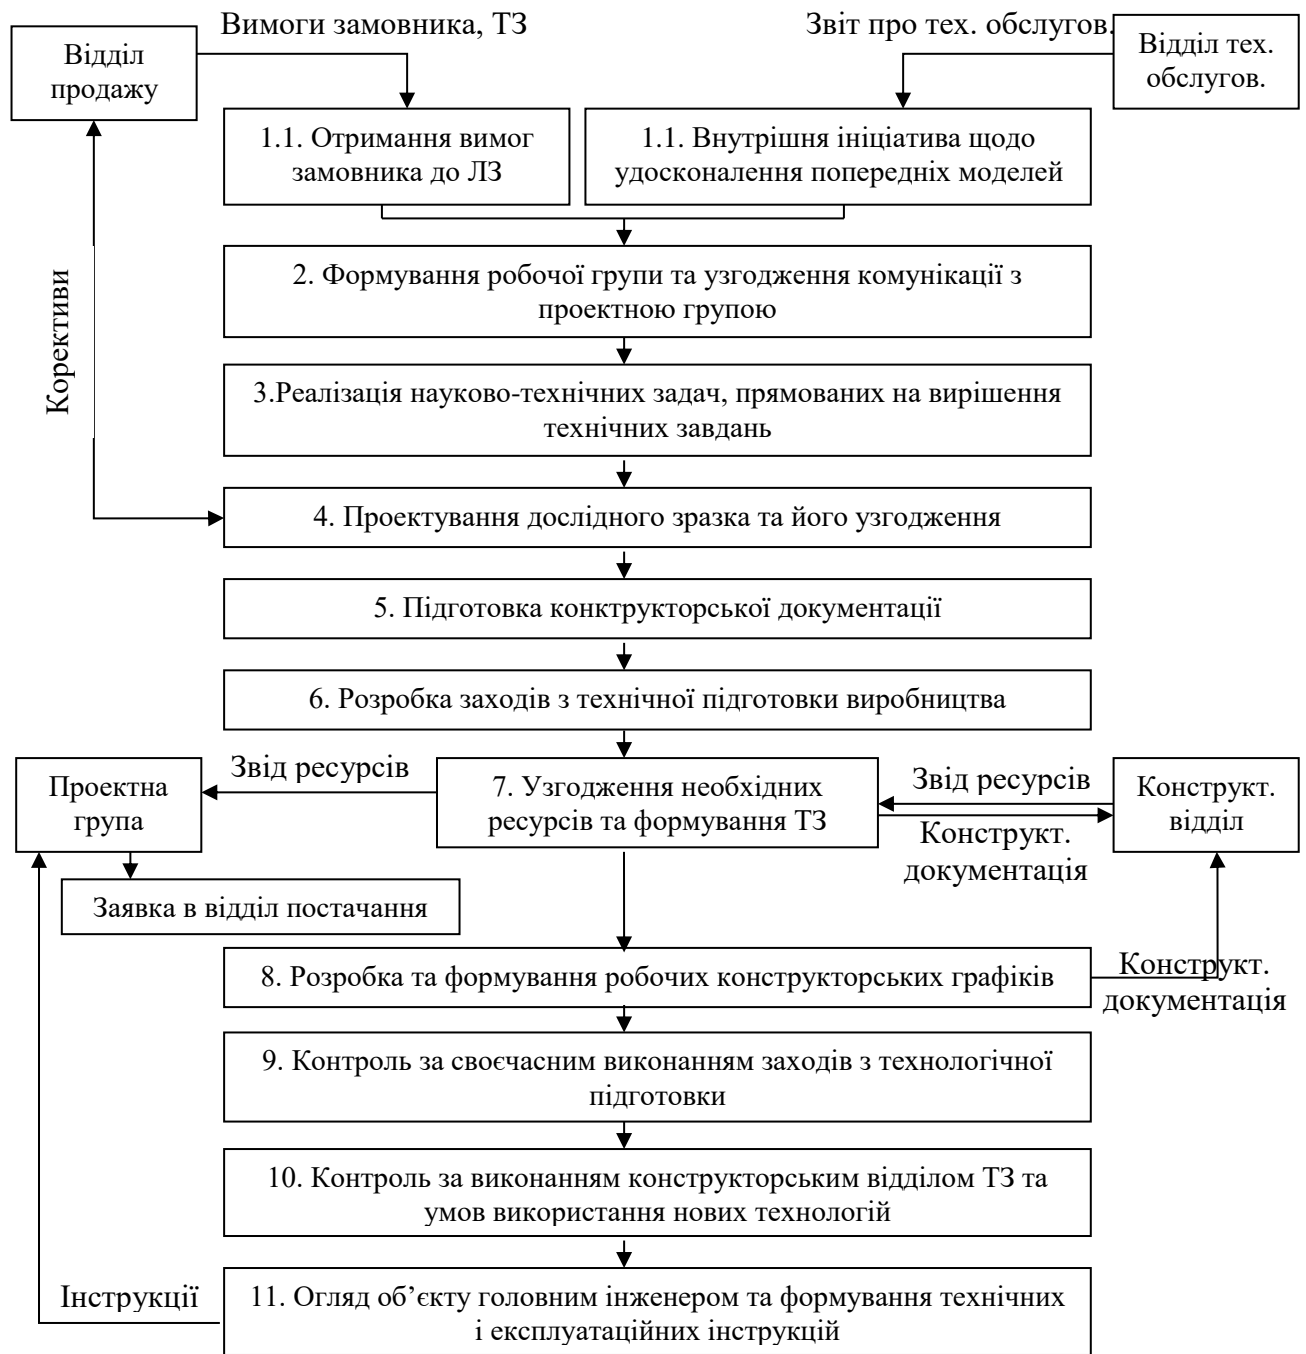 Вимоги замовника, ТЗ
Звіт про тех. обслугов.
Відділ
продажу
Відділ тех.
обслугов.
1.1. Отримання вимог
замовника до ЛЗ
1.1. Внутрішня ініціатива щодо
удосконалення попередніх моделей
Корективи
2. Формування робочої групи та узгодження комунікації з
проектною групою
3.Реалізація науково-технічних задач, прямованих на вирішення
технічних завдань
4. Проектування дослідного зразка та його узгодження
5. Підготовка конктрукторської документації
6. Розробка заходів з технічної підготовки виробництва
Проектна
група
Звід ресурсів
7. Узгодження необхідних
ресурсів та формування ТЗ
Звід ресурсів
Конструкт.
документація
Конструкт.
відділ
Заявка в відділ постачання
8. Розробка та формування робочих конструкторських графіків
Конструкт.
документація
9. Контроль за своєчасним виконанням заходів з технологічної
підготовки
10. Контроль за виконанням конструкторським відділом ТЗ та
умов використання нових технологій
Інструкції
11. Огляд об’єкту головним інженером та формування технічних
і експлуатаційних інструкцій